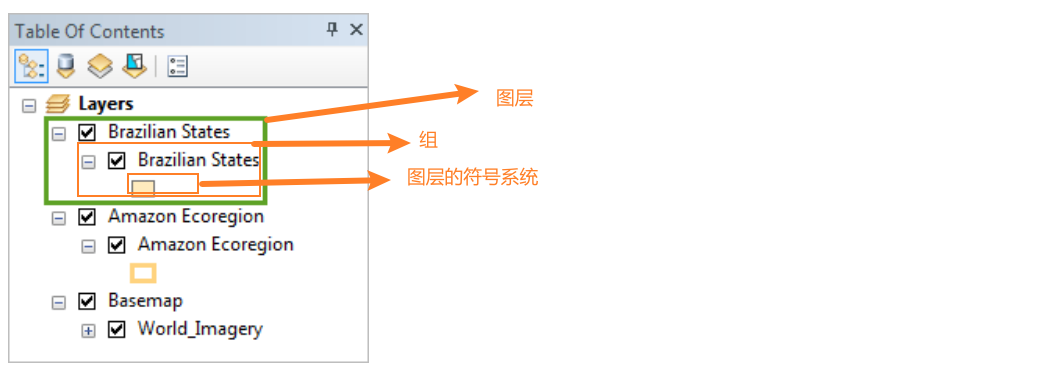 Table Of Contents
Layers
图层
Brazilian States
组
Brazilian States
图层的符号系统
Amazon Ecoregion
Amazon Ecoregion
Basemap
World_Imagery